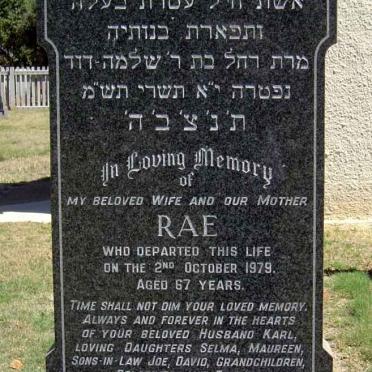 אשת חיל עטרת בעלה
ותפארת בנותיה
מרת רחל בת ר׳ שלמה-דוד
נפטרה י״א תשרי תש״מ
ת׳ נ׳ צ׳ ב׳ ה׳
In Loving Memory
of
MY BELOVED WIFE AND OUR MOTHER
RAE
WHO DEPARTED THIS LIFE
ON THE 2ND OCTOBER 1979.
AGED 67 YEARS.
TIME SHALL NOT DIM YOUR LOVED MEMORY.
ALWAYS AND FOREVER IN THE HEARTS
OF YOUR BELOVED HUSBAND KARL,
LOVING DAUGHTERS SELMA, MAUREEN,
SONS-IN-LAW JOE, DAVID, GRANDCHILDREN,